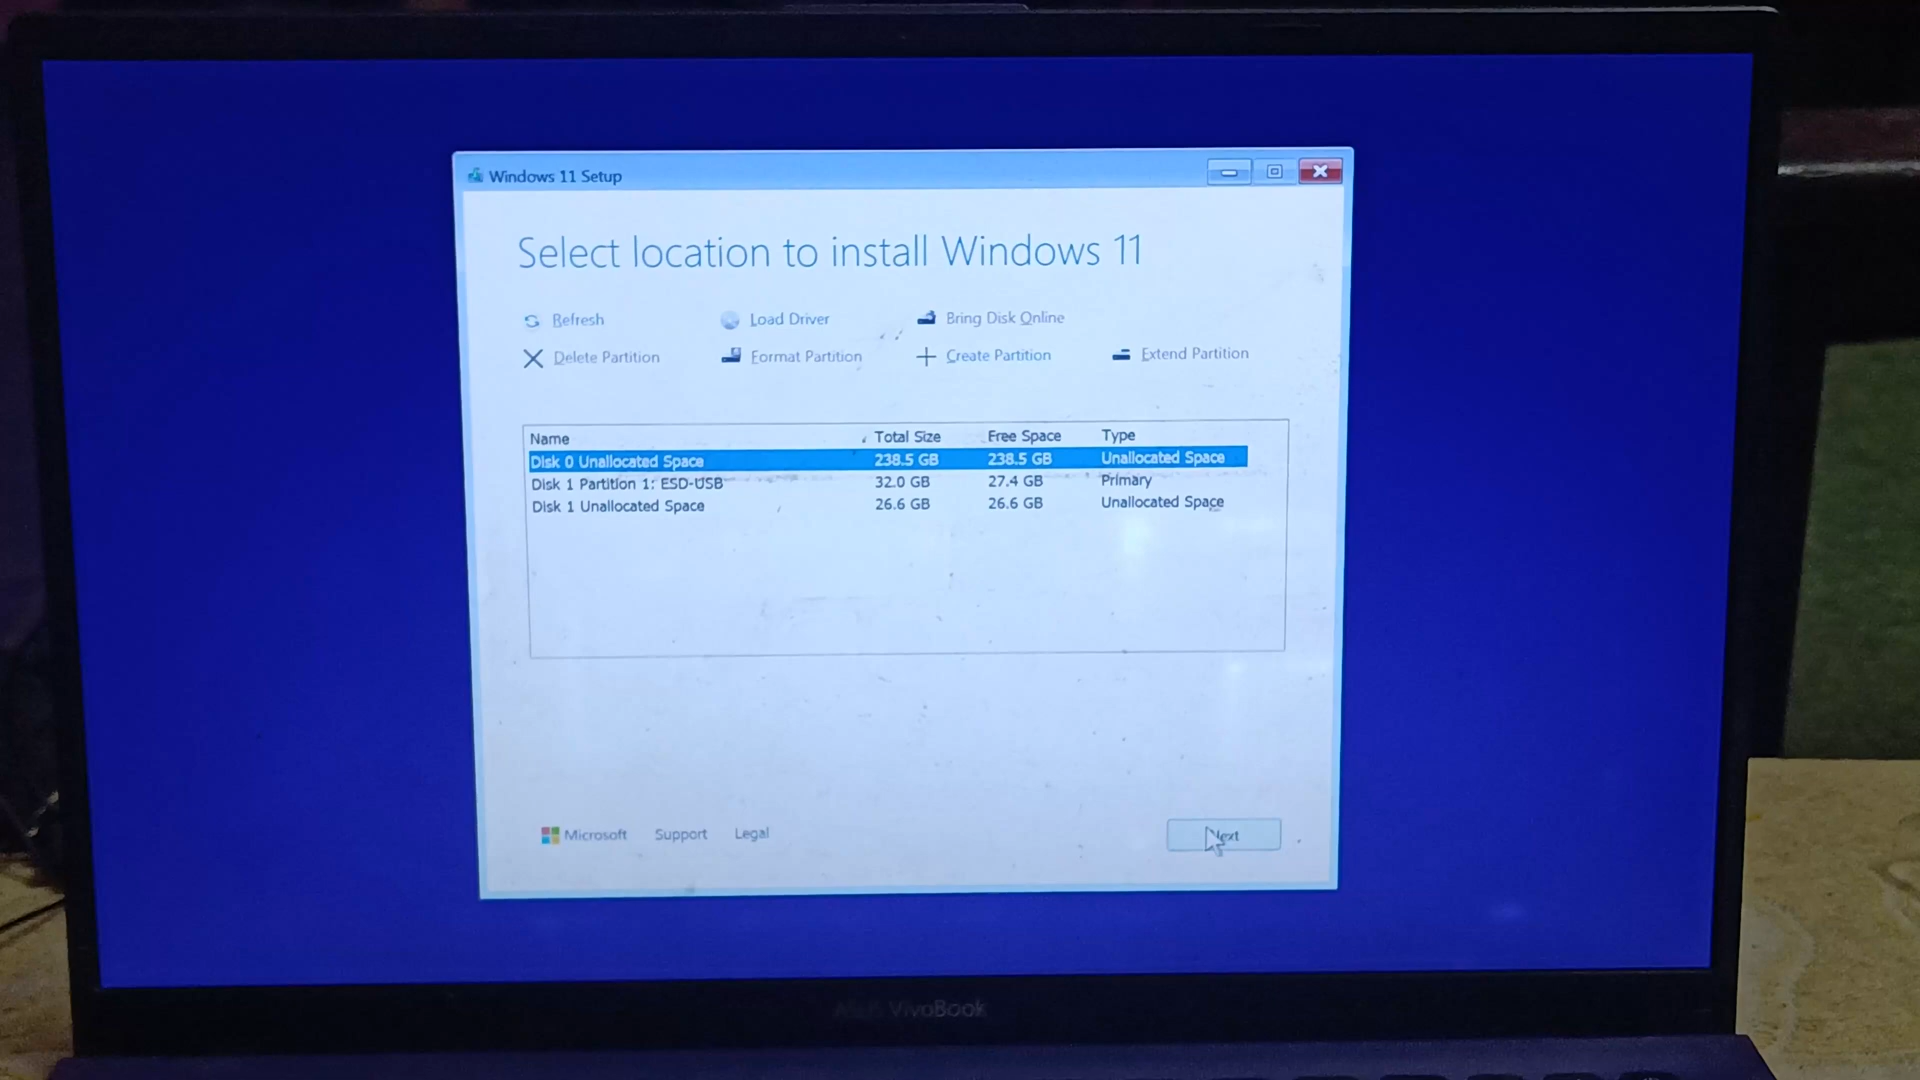 Windows 11 Setup
Select location to install Windows 11
Refresh Load Driver Bring Disk Online
Delete Partition Format Partition Create Partition Extend Partition
Name Total Size Free Space Type
Disk 0 Unallocated Space 238.5 GB 238.5 GB Unallocated Space
Disk 1 Partition 1: ESD-USB 32.0 GB 27.4 GB Primary
Disk 1 Unallocated Space 26.6 GB 26.6 GB Unallocated Space
Microsoft Support Legal Next
ASUS VivoBook